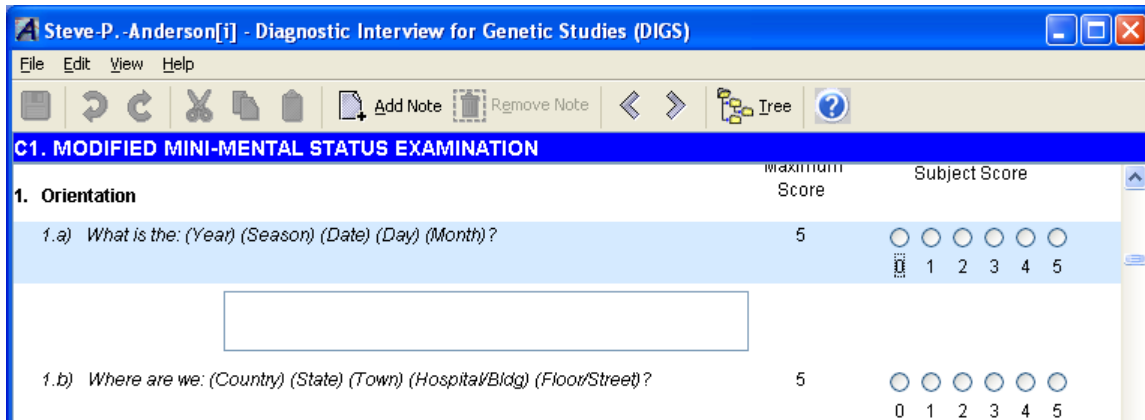 Steve-P.-Anderson[i] - Diagnostic Interview for Genetic Studies (DIGS)
File Edit View Help
Add Note Remove Note Tree
C1. MODIFIED MINI-MENTAL STATUS EXAMINATION
Maximum Score
Subject Score
1. Orientation
1.a) What is the: (Year) (Season) (Date) (Day) (Month)? 5
0 1 2 3 4 5
1.b) Where are we: (Country) (State) (Town) (Hospital/Bldg) (Floor/Street)? 5
0 1 2 3 4 5